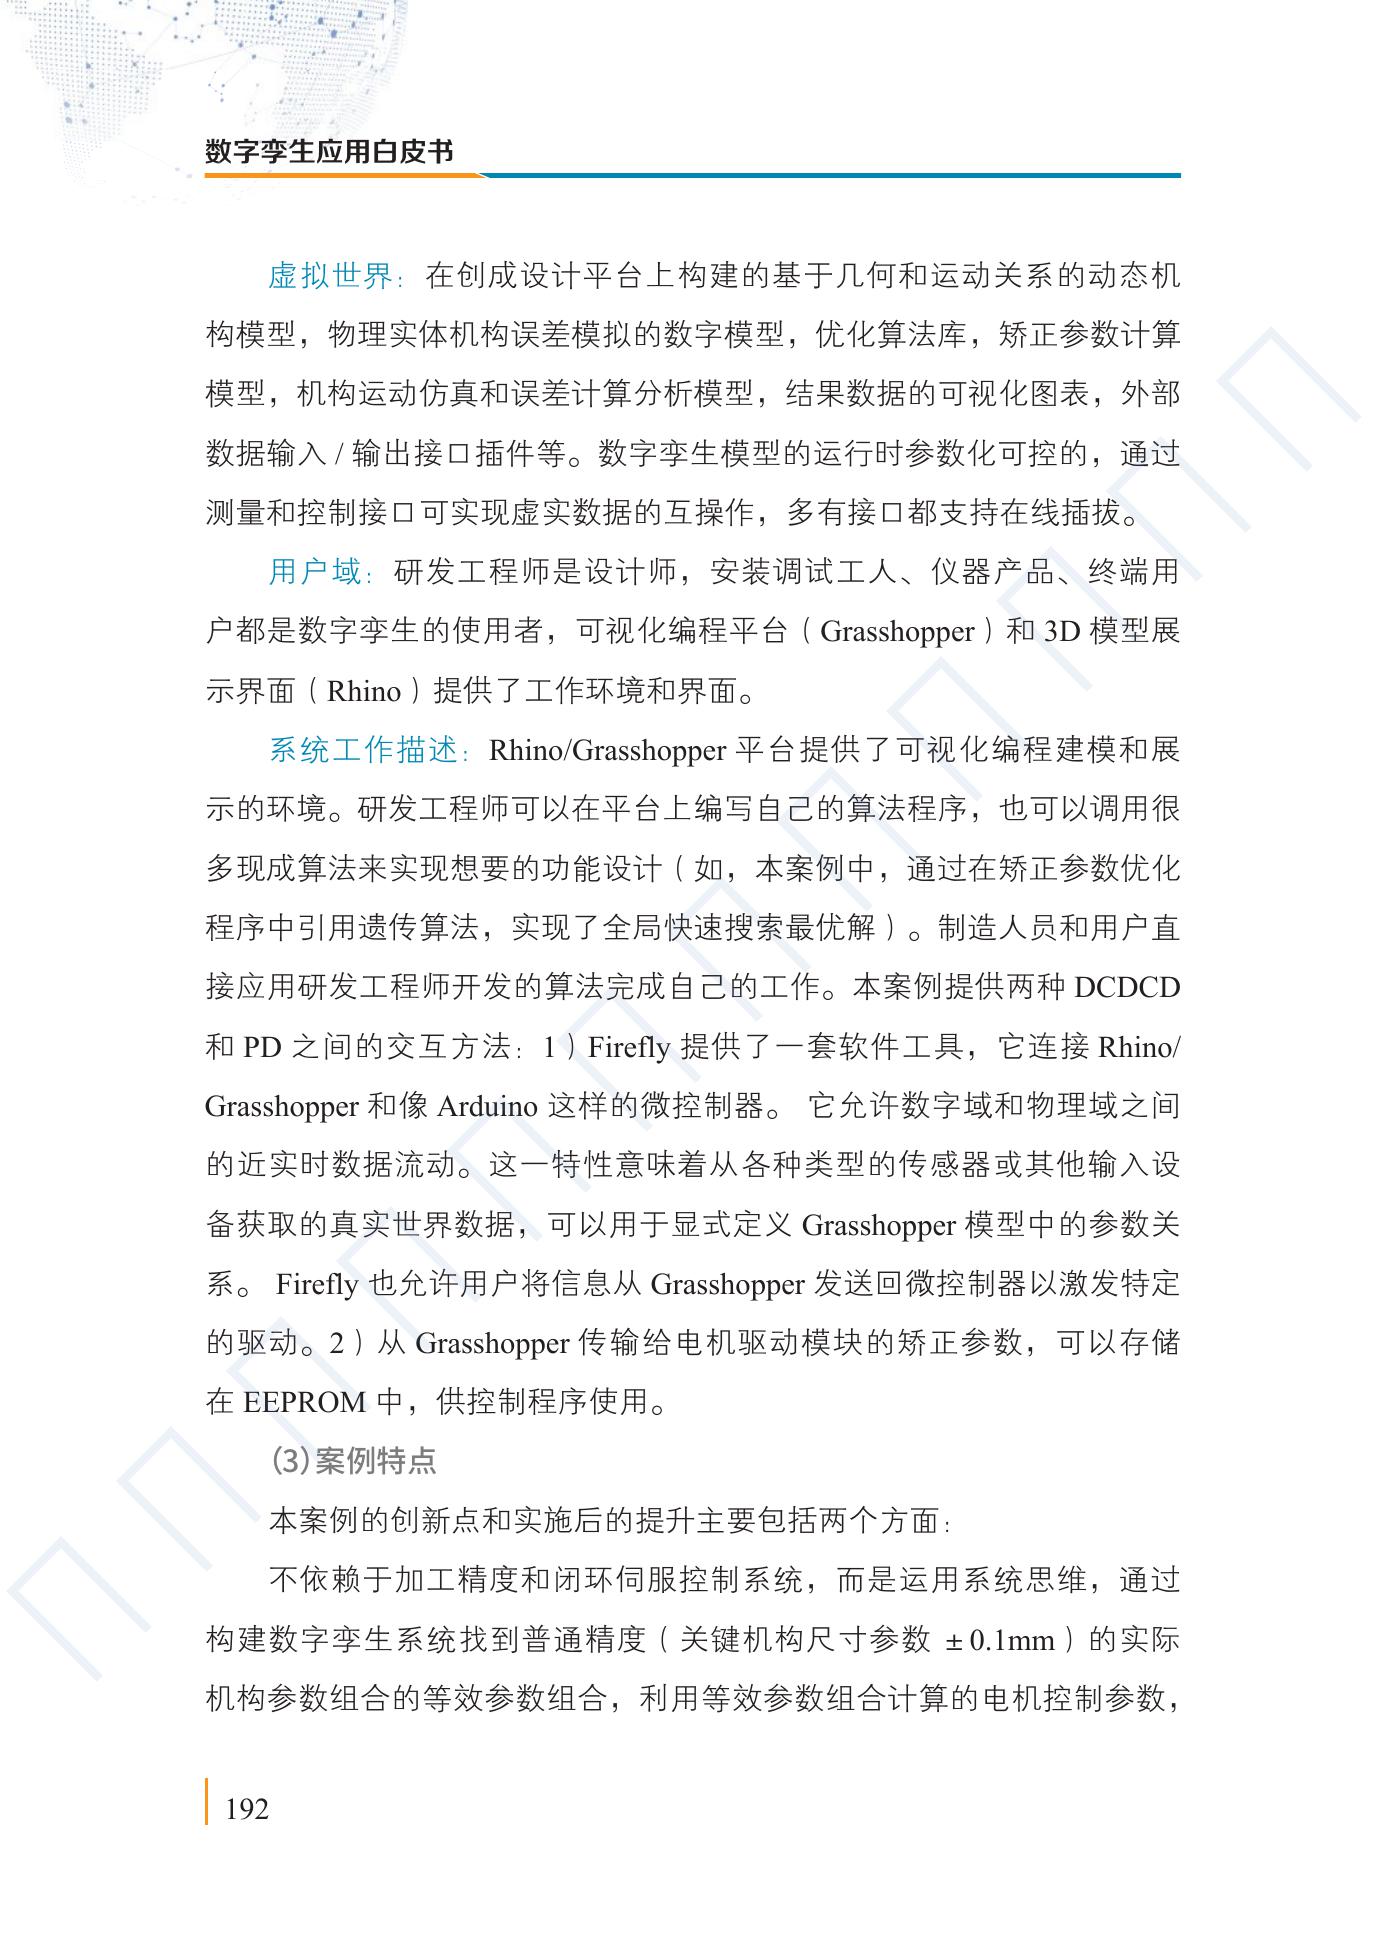 数字孪生应用白皮书
虚拟世界：在创成设计平台上构建的基于几何和运动关系的动态机
构模型，物理实体机构误差模拟的数字模型，优化算法库，矫正参数计算
模型，机构运动仿真和误差计算分析模型，结果数据的可视化图表，外部
数据输入 / 输出接口插件等。数字孪生模型的运行时参数化可控的，通过
测量和控制接口可实现虚实数据的互操作，多有接口都支持在线插拔。
用户域：研发工程师是设计师，安装调试工人、仪器产品、终端用
户都是数字孪生的使用者，可视化编程平台（Grasshopper）和 3D 模型展
示界面（Rhino）提供了工作环境和界面。
系统工作描述：Rhino/Grasshopper 平台提供了可视化编程建模和展
示的环境。研发工程师可以在平台上编写自己的算法程序，也可以调用很
多现成算法来实现想要的功能设计（如，本案例中，通过在矫正参数优化
程序中引用遗传算法，实现了全局快速搜索最优解）。制造人员和用户直
接应用研发工程师开发的算法完成自己的工作。本案例提供两种 DCDCD
和 PD 之间的交互方法：1）Firefly 提供了一套软件工具，它连接 Rhino/
Grasshopper 和像 Arduino 这样的微控制器。 它允许数字域和物理域之间
的近实时数据流动。这一特性意味着从各种类型的传感器或其他输入设
备获取的真实世界数据，可以用于显式定义 Grasshopper 模型中的参数关
系。 Firefly 也允许用户将信息从 Grasshopper 发送回微控制器以激发特定
的驱动。2）从 Grasshopper 传输给电机驱动模块的矫正参数，可以存储
在 EEPROM 中，供控制程序使用。
（3）案例特点
本案例的创新点和实施后的提升主要包括两个方面：
不依赖于加工精度和闭环伺服控制系统，而是运用系统思维，通过
构建数字孪生系统找到普通精度（关键机构尺寸参数 ±0.1mm）的实际
机构参数组合的等效参数组合，利用等效参数组合计算的电机控制参数，
192